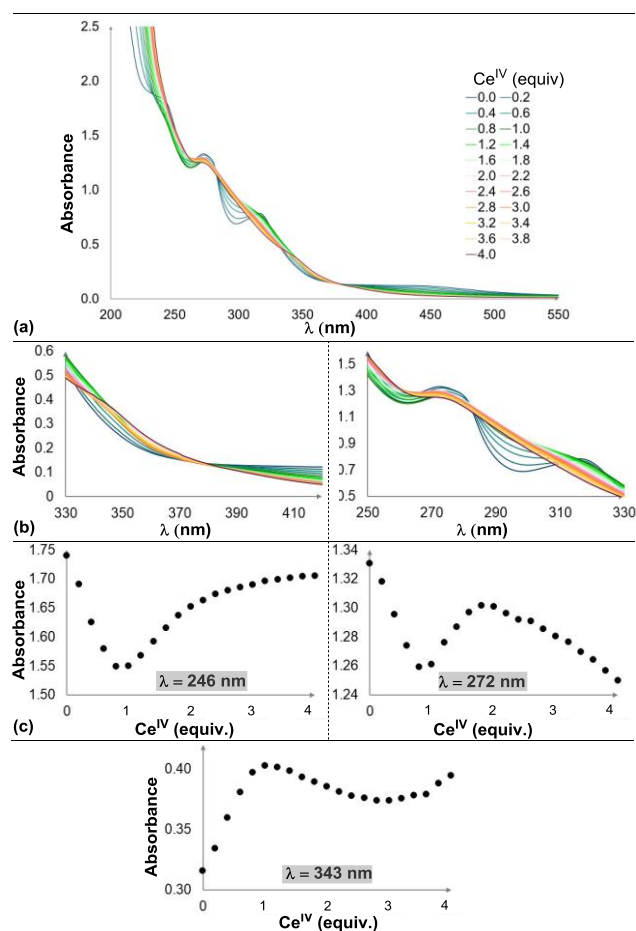 2.5
2.0
1.5
1.0
0.5
0.0
Absorbance
Ce^IV (equiv)
0.0 0.2
0.4 0.6
0.8 1.0
1.2 1.4
1.6 1.8
2.0 2.2
2.4 2.6
2.8 3.0
3.2 3.4
3.6 3.8
4.0
200 250 300 350 400 450 500 550
(a)
λ (nm)
0.6
0.5
0.4
0.3
0.2
0.1
0
Absorbance
330 350 370 390 410
(b)
λ (nm)
1.5
1.3
1.1
3.9
3.7
3.5
250 270 290 310 330
λ (nm)
1.75
1.70
1.65
1.60
1.55
1.50
Absorbance
λ = 246 nm
0 1 2 3 4
(c)
Ce^IV (equiv.)
1.34
1.32
1.30
1.28
1.26
1.24
λ = 272 nm
0 1 2 3 4
Ce^IV (equiv.)
0.40
0.35
0.30
Absorbance
λ = 343 nm
0 1 2 3 4
Ce^IV (equiv.)